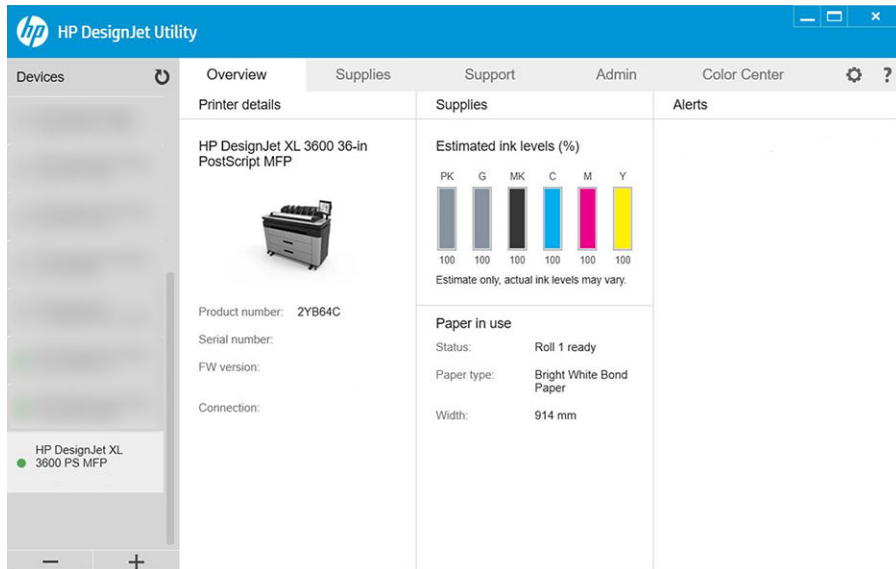 hp HP DesignJet Utility
Devices
Overview Supplies Support Admin Color Center ?
Printer details
HP DesignJet XL 3600 36-in
PostScript MFP
Product number: 2YB64C
Serial number:
FW version:
Connection:
Supplies
Estimated ink levels (%)
PK G MK C M Y
100 100 100 100 100 100
Estimate only, actual ink levels may vary.
Paper in use
Status: Roll 1 ready
Paper type: Bright White Bond
Paper
Width: 914 mm
Alerts
HP DesignJet XL
3600 PS MFP